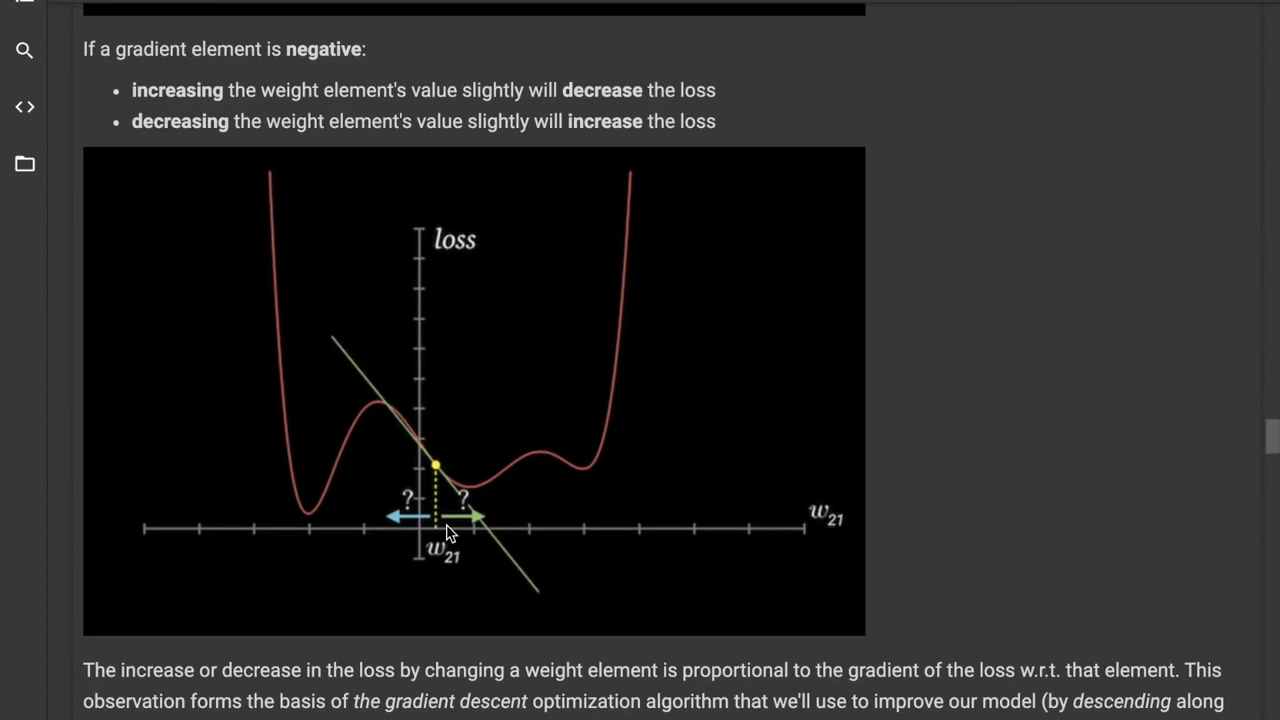 If a gradient element is negative:
• increasing the weight element's value slightly will decrease the loss
• decreasing the weight element's value slightly will increase the loss
loss
? ?
w21
w21
The increase or decrease in the loss by changing a weight element is proportional to the gradient of the loss w.r.t. that element. This
observation forms the basis of the gradient descent optimization algorithm that we'll use to improve our model (by descending along